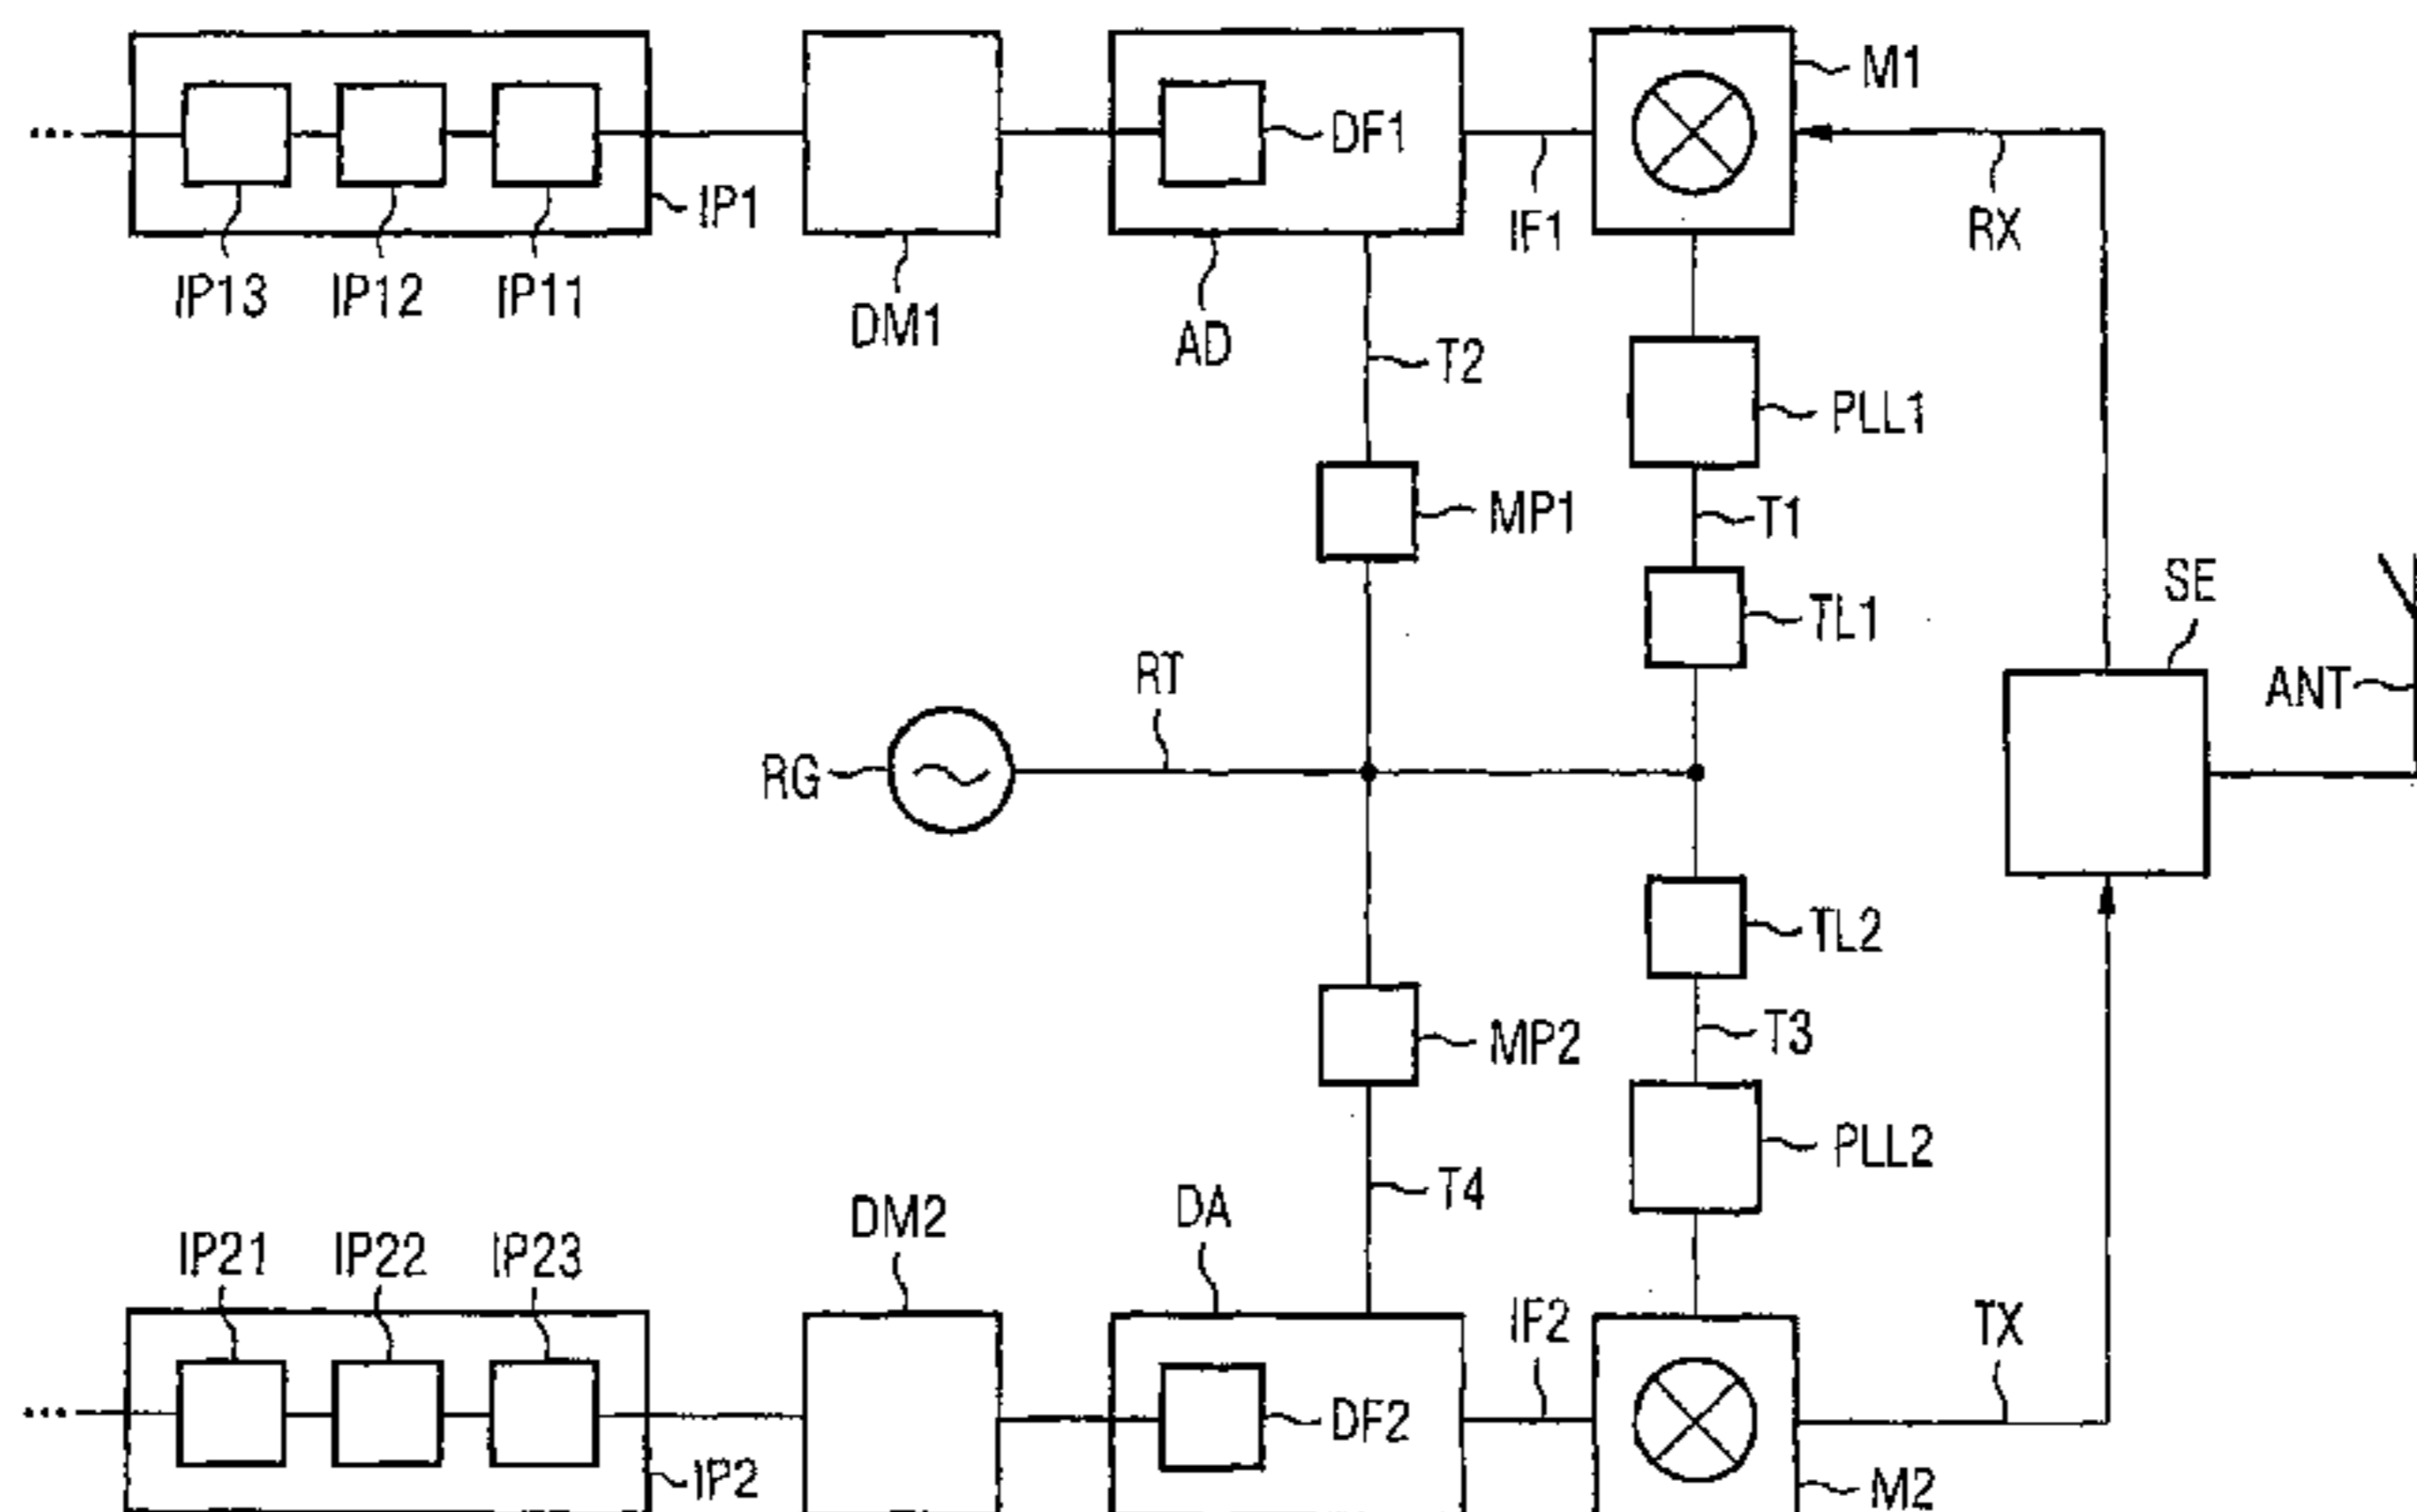 M1
DF1
IP1
IF1
RX
IP13 IP12 IP11
DM1
AD
T2
PLL1
MP1
T1
SE
TL1
RT
ANT
RG
TL2
MP2
T3
PLL2
T4
DA
DM2
IP21 IP22 IP23
IF2
TX
DF2
IP2
M2